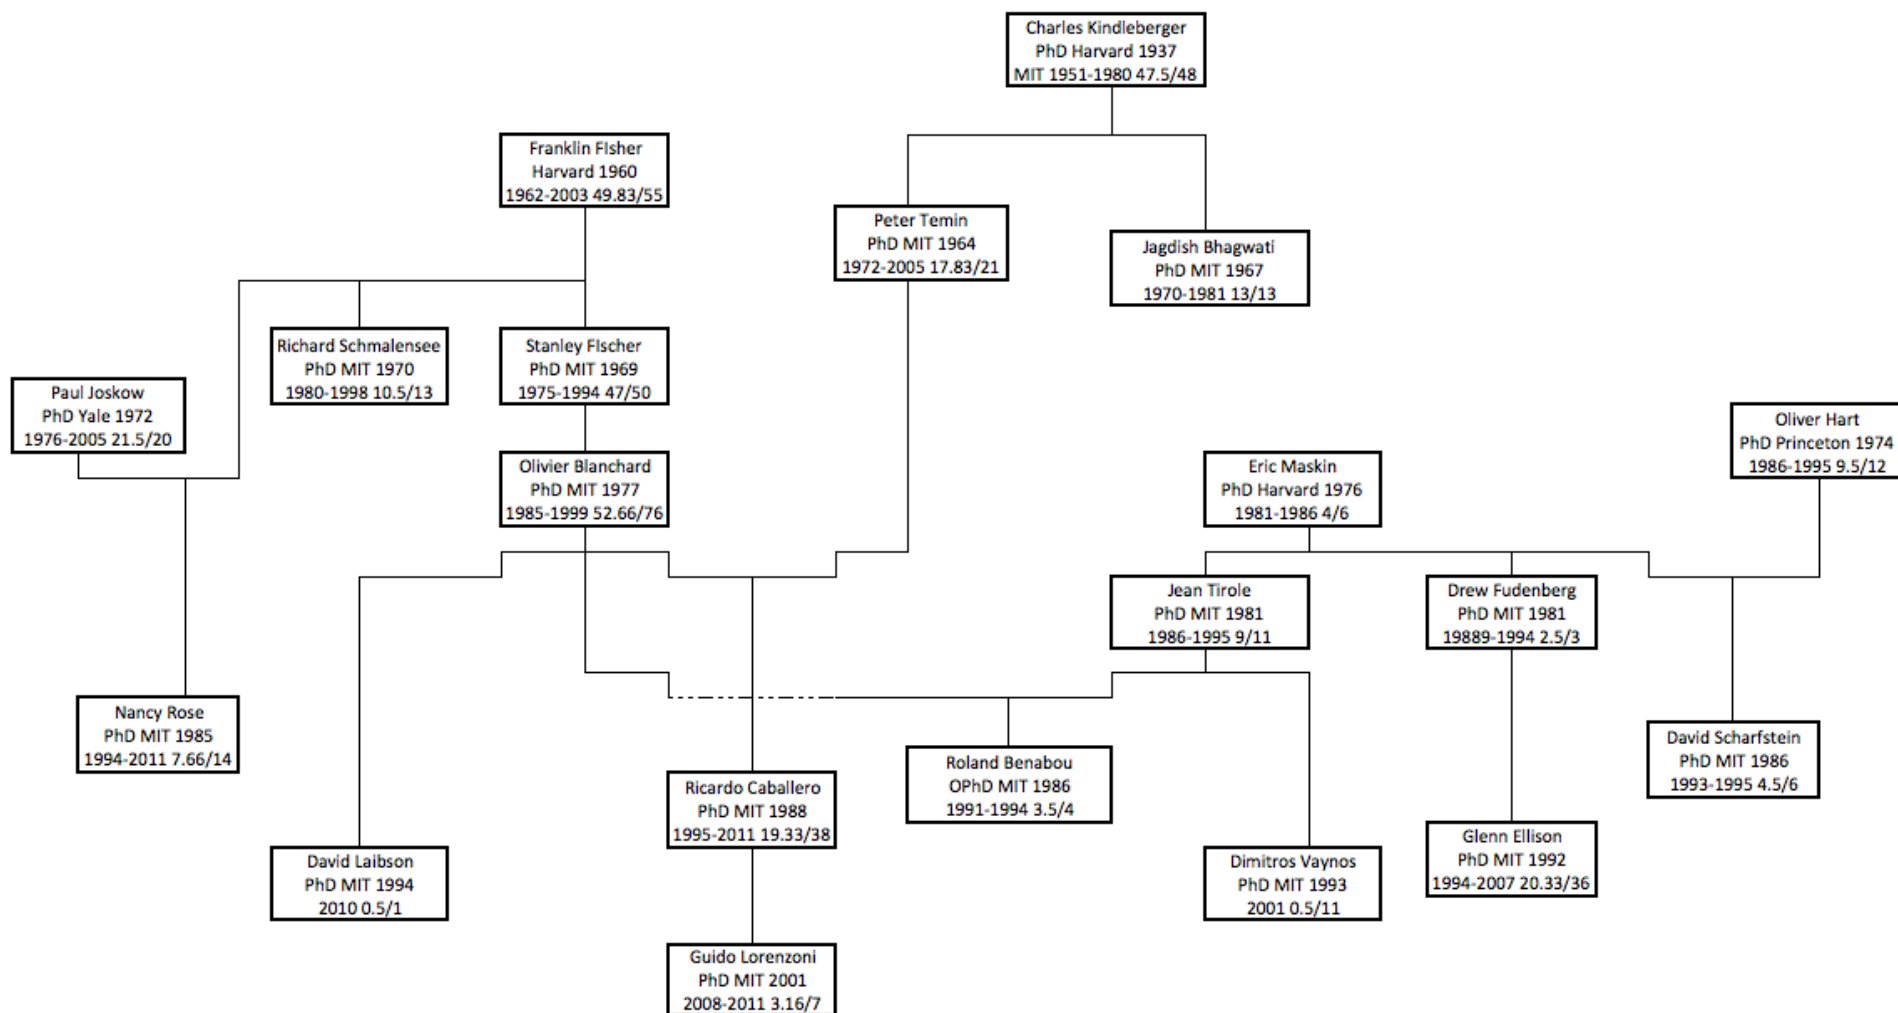 Charles Kindleberger
PhD Harvard 1937
MIT 1951-1980 47.5/48
Franklin FIsher
Harvard 1960
1962-2003 49.83/55
Peter Temin
PhD MIT 1964
1972-2005 17.83/21
Jagdish Bhagwati
PhD MIT 1967
1970-1981 13/13
Richard Schmalensee
PhD MIT 1970
1980-1998 10.5/13
Stanley FIscher
PhD MIT 1969
1975-1994 47/50
Paul Joskow
PhD Yale 1972
1976-2005 21.5/20
Oliver Hart
PhD Princeton 1974
1986-1995 9.5/12
Olivier Blanchard
PhD MIT 1977
1985-1999 52.66/76
Eric Maskin
PhD Harvard 1976
1981-1986 4/6
Jean Tirole
PhD MIT 1981
1986-1995 9/11
Drew Fudenberg
PhD MIT 1981
19889-1994 2.5/3
Nancy Rose
PhD MIT 1985
1994-2011 7.66/14
David Scharfstein
PhD MIT 1986
1993-1995 4.5/6
Roland Benabou
OPhD MIT 1986
1991-1994 3.5/4
Ricardo Caballero
PhD MIT 1988
1995-2011 19.33/38
Glenn Ellison
PhD MIT 1992
1994-2007 20.33/36
David Laibson
PhD MIT 1994
2010 0.5/1
Dimitros Vaynos
PhD MIT 1993
2001 0.5/11
Guido Lorenzoni
PhD MIT 2001
2008-2011 3.16/7